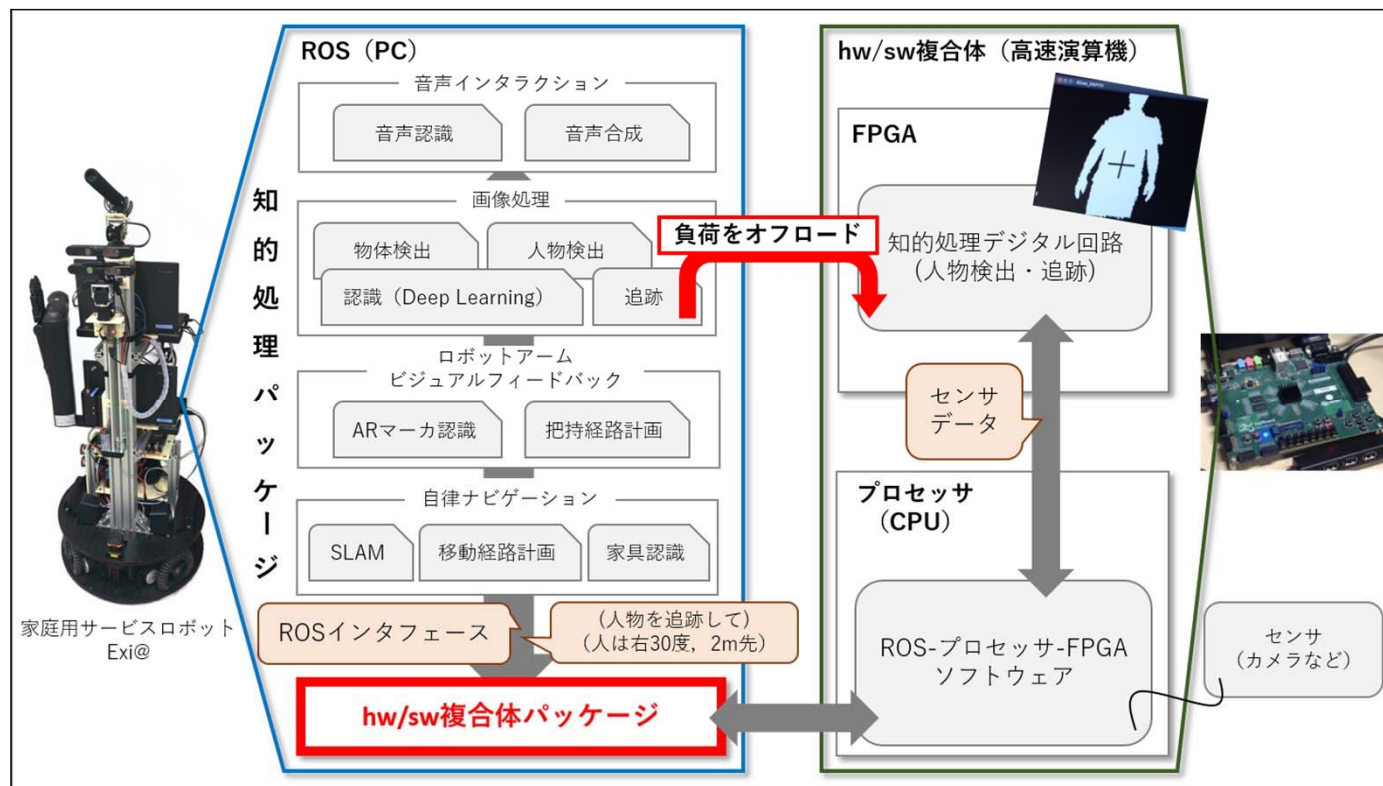 ROS（PC）
音声インタラクション
音声認識
音声合成
知的処理パッケージ
画像処理
物体検出
人物検出
認識（Deep Learning）
追跡
負荷をオフロード
ロボットアーム
ビジュアルフィードバック
ARマーカ認識
把持経路計画
自律ナビゲーション
SLAM
移動経路計画
家具認識
ROSインタフェース
(人物を追跡して)
(人は右30度，2m先)
hw/sw複合体パッケージ
家庭用サービスロボット
Exi@
hw/sw複合体（高速演算機）
FPGA
知的処理デジタル回路
(人物検出・追跡)
センサ
データ
プロセッサ
（CPU）
ROS-プロセッサ-FPGA
ソフトウェア
センサ
（カメラなど）